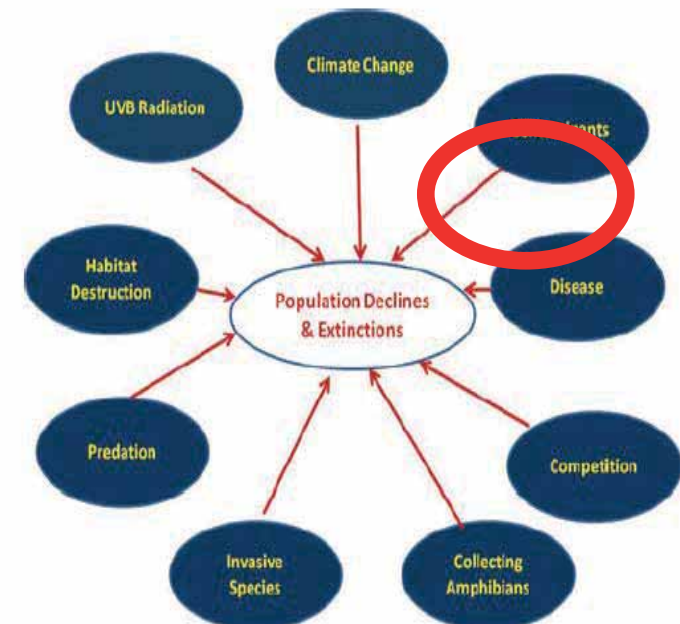 Climate Change
UVB Radiation
Habitat
Destruction
Population Declines
& Extinctions
Disease
Predation
Competition
Invasive
Species
Collecting
Amphibians